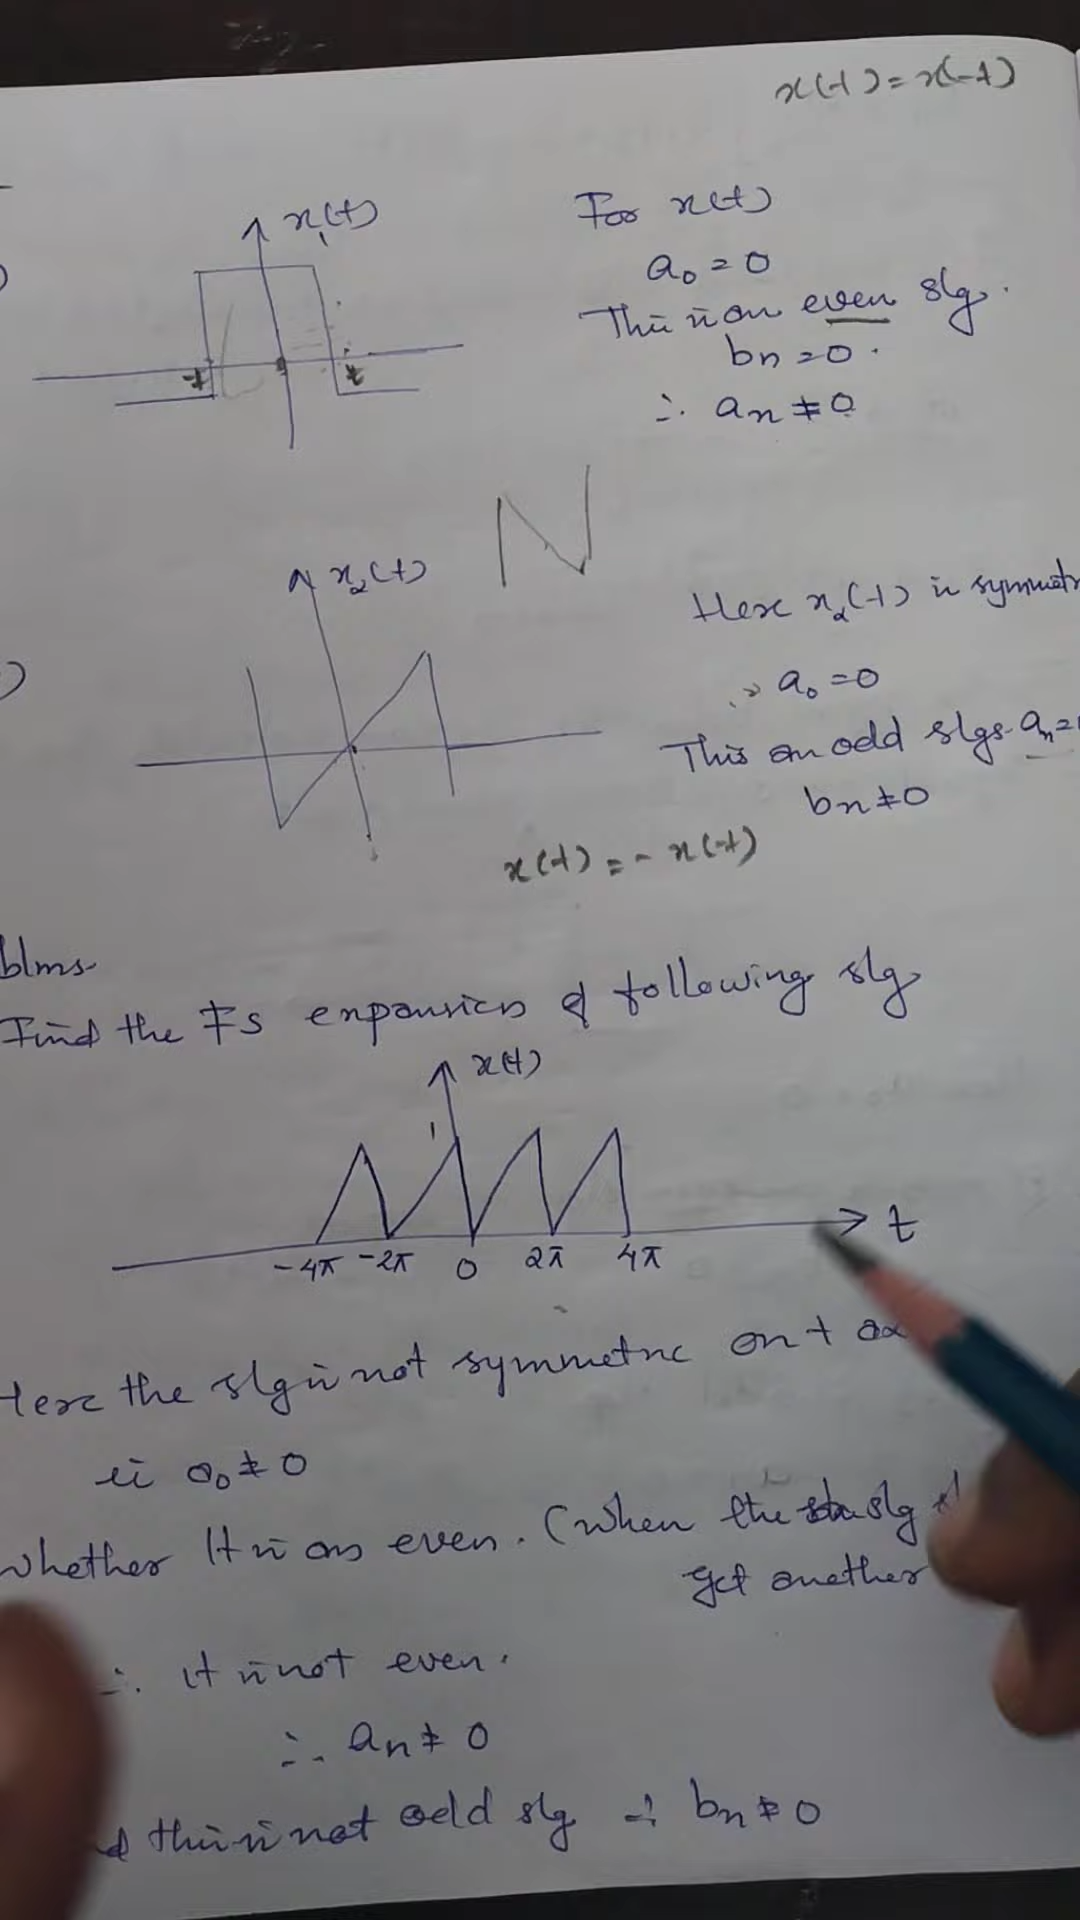 x(t) = x(-t)
x₁(t)
For x(t)
a₀ = 0
This is an even slg.
bn = 0.
∴ an ≠ 0
-t t
x₂(t)
Here x₂(t) is symmetr
∴ a₀ = 0
This an odd slgs. an =
bn ≠ 0
x(t) = - x(-t)
blms-
Find the FS expansion of following slg
x(t)
1
-4π -2π 0 2π 4π
t
Here the slg is not symmetric on t ax
ie a₀ ≠ 0
whether It is an even. (when the slg
get another
∴ it is not even.
∴ an ≠ 0
this is not odd slg ∴ bn ≠ 0